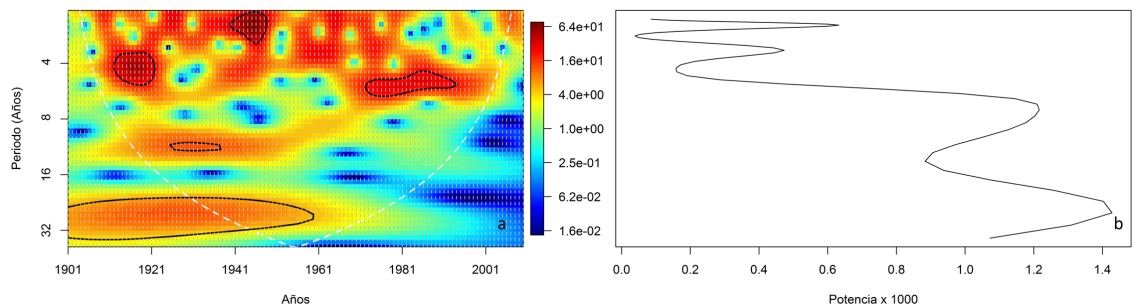 4
8
16
32
Periodo (Años)
1901
1921
1941
1961
1981
2001
Años
a
6.4e+01
1.6e+01
4.0e+00
1.0e+00
2.5e-01
6.2e-02
1.6e-02
0.0
0.2
0.4
0.6
0.8
1.0
1.2
1.4
Potencia x 1000
b